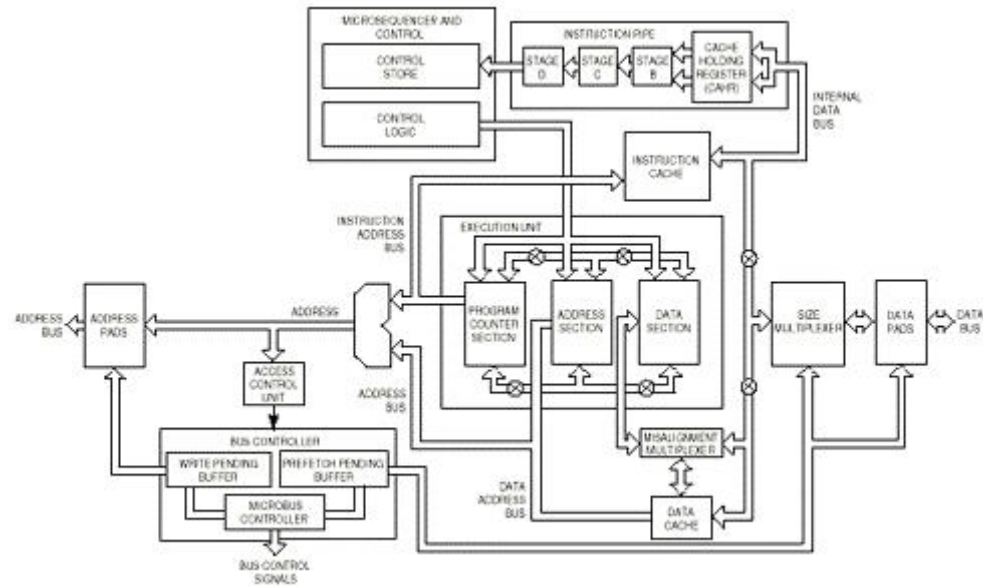 MICROSEQUENCER AND
CONTROL
CONTROL
STORE
CONTROL
LOGIC
INSTRUCTION PIPE
STAGE
D
STAGE
C
STAGE
B
CACHE
HOLDING
REGISTER
(CAHR)
INTERNAL
DATA
BUS
INSTRUCTION
CACHE
INSTRUCTION
ADDRESS
BUS
EXECUTION UNIT
PROGRAM
COUNTER
SECTION
ADDRESS
SECTION
DATA
SECTION
ADDRESS
BUS
ADDRESS
PADS
ADDRESS
SIZE
MULTIPLEXER
DATA
PADS
DATA
BUS
ACCESS
CONTROL
UNIT
ADDRESS
BUS
BUS CONTROLLER
WRITE PENDING
BUFFER
PREFETCH PENDING
BUFFER
MICROBUS
CONTROLLER
BUS CONTROL
SIGNALS
DATA
ADDRESS
BUS
MISALIGNMENT
MULTIPLEXER
DATA
CACHE